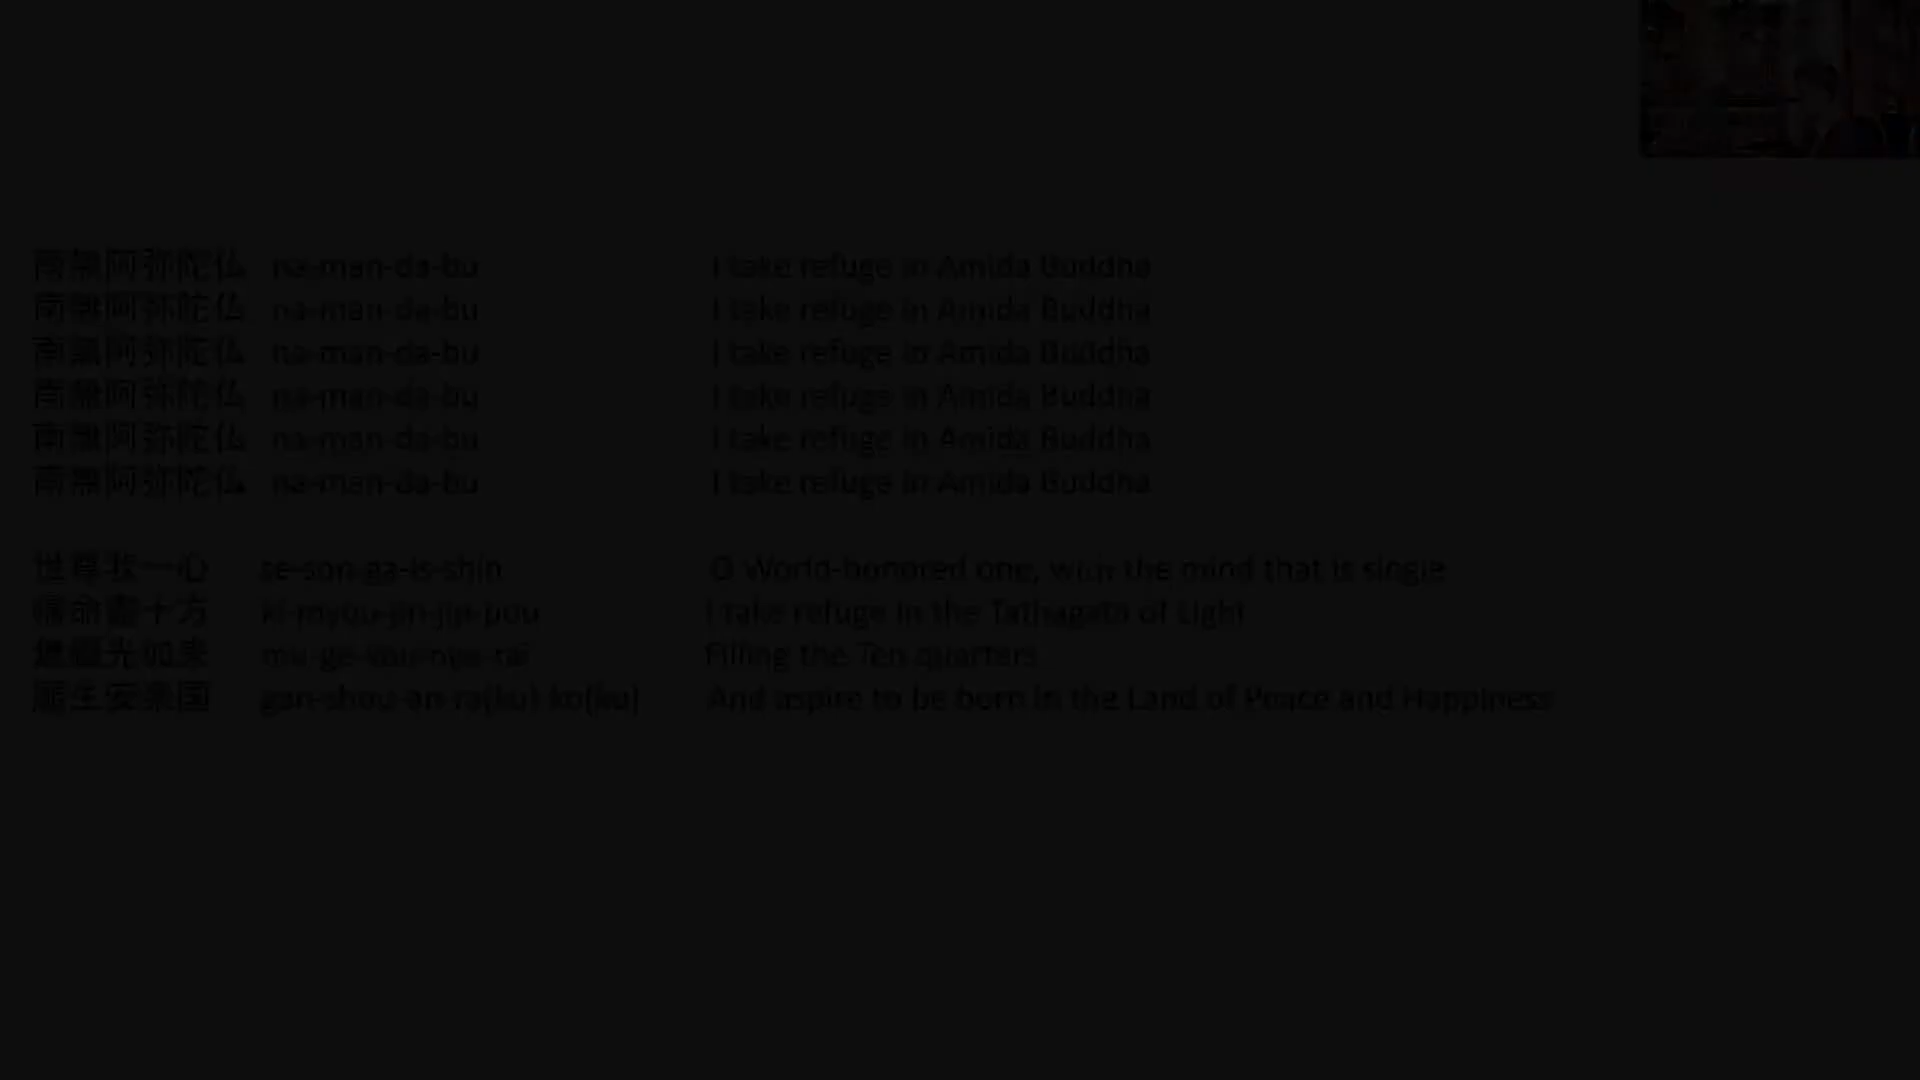 南無阿弥陀仏 na-man-da-bu I take refuge in Amida Buddha
南無阿弥陀仏 na-man-da-bu I take refuge in Amida Buddha
南無阿弥陀仏 na-man-da-bu I take refuge in Amida Buddha
南無阿弥陀仏 na-man-da-bu I take refuge in Amida Buddha
南無阿弥陀仏 na-man-da-bu I take refuge in Amida Buddha
南無阿弥陀仏 na-man-da-bu I take refuge in Amida Buddha
世尊我一心 se-son-ga-is-shin O World-honored one, with the mind that is single
帰命盡十方 ki-myou-jin-jip-pou I take refuge in the Tathagata of Light
無礙光如来 mu-ge-kou-nyo-rai Filling the Ten quarters
願生安楽国 gan-shou-an-ra(ku)-ko[ku] And aspire to be born in the Land of Peace and Happiness